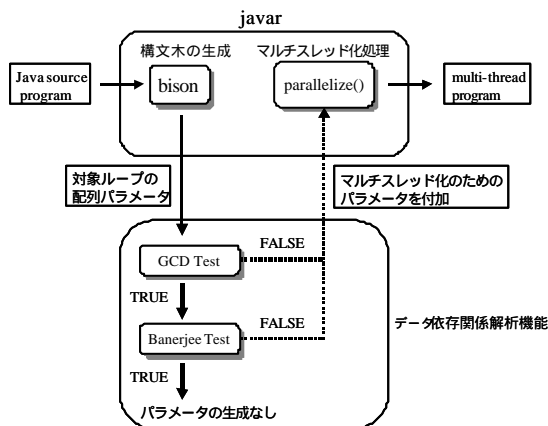 javar
構文木の生成
マルチスレッド化処理
Java source
program
bison
parallelize()
multi-thread
program
対象ループの
配列パラメータ
マルチスレッド化のための
パラメータを付加
GCD Test
FALSE
TRUE
Banerjee Test
FALSE
TRUE
パラメータの生成なし
データ依存関係解析機能